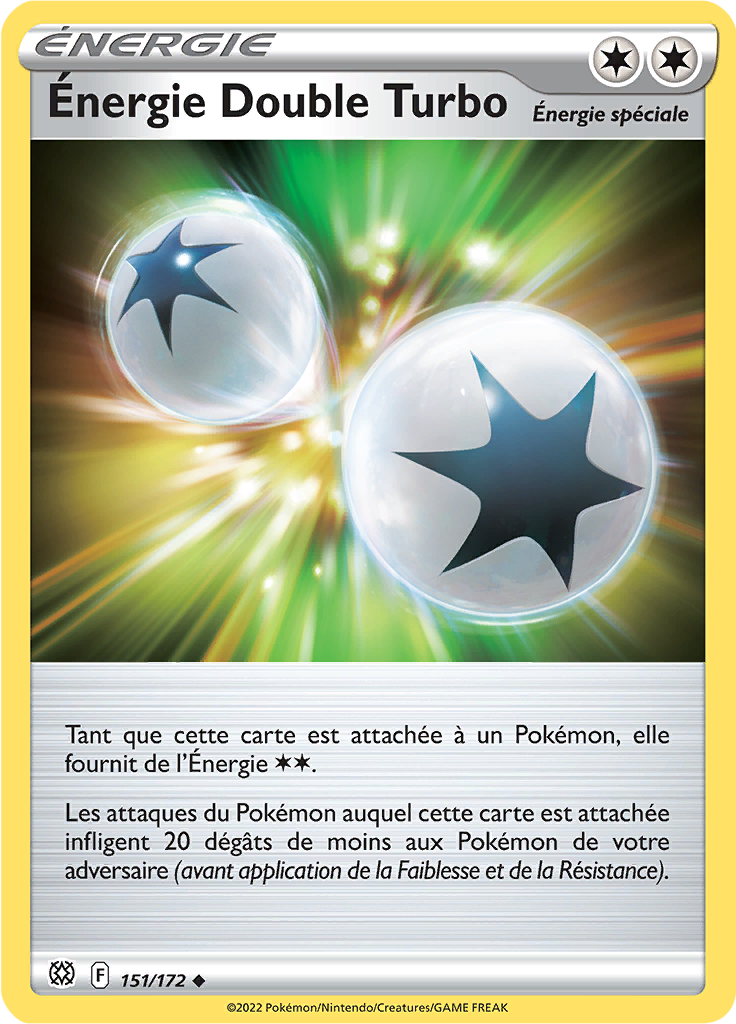 ÉNERGIE
Énergie Double Turbo
Énergie spéciale
Tant que cette carte est attachée à un Pokémon, elle
fournit de l'Énergie ✶✶.
Les attaques du Pokémon auquel cette carte est attachée
infligent 20 dégâts de moins aux Pokémon de votre
adversaire (avant application de la Faiblesse et de la Résistance).
F 151/172 ◆
©2022 Pokémon/Nintendo/Creatures/GAME FREAK